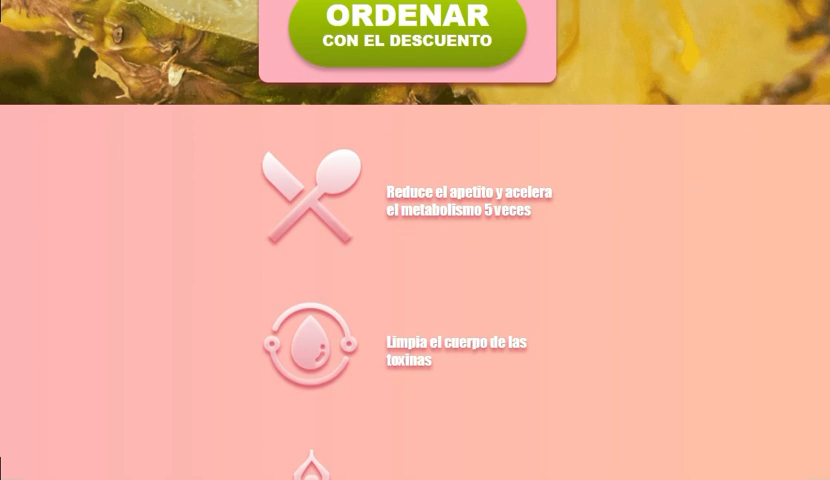 ORDENAR
CON EL DESCUENTO
Reduce el apetito y acelera
el metabolismo 5 veces
Limpia el cuerpo de las
toxinas